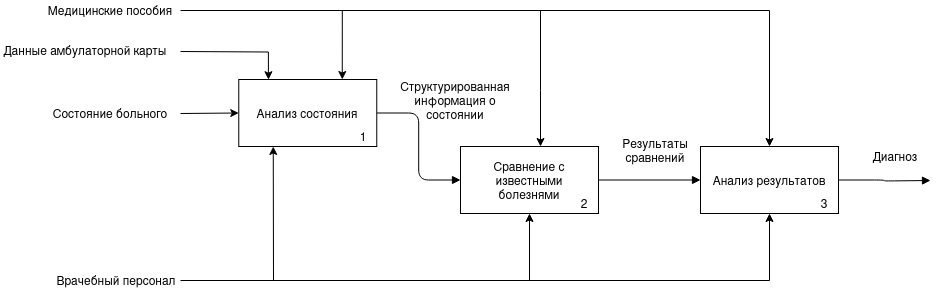 Медицинские пособия
Данные амбулаторной карты
Состояние больного
Анализ состояния
1
Структурированная
информация о
состоянии
Сравнение с
известными
болезнями
2
Результаты
сравнений
Анализ результатов
3
Диагноз
Врачебный персонал